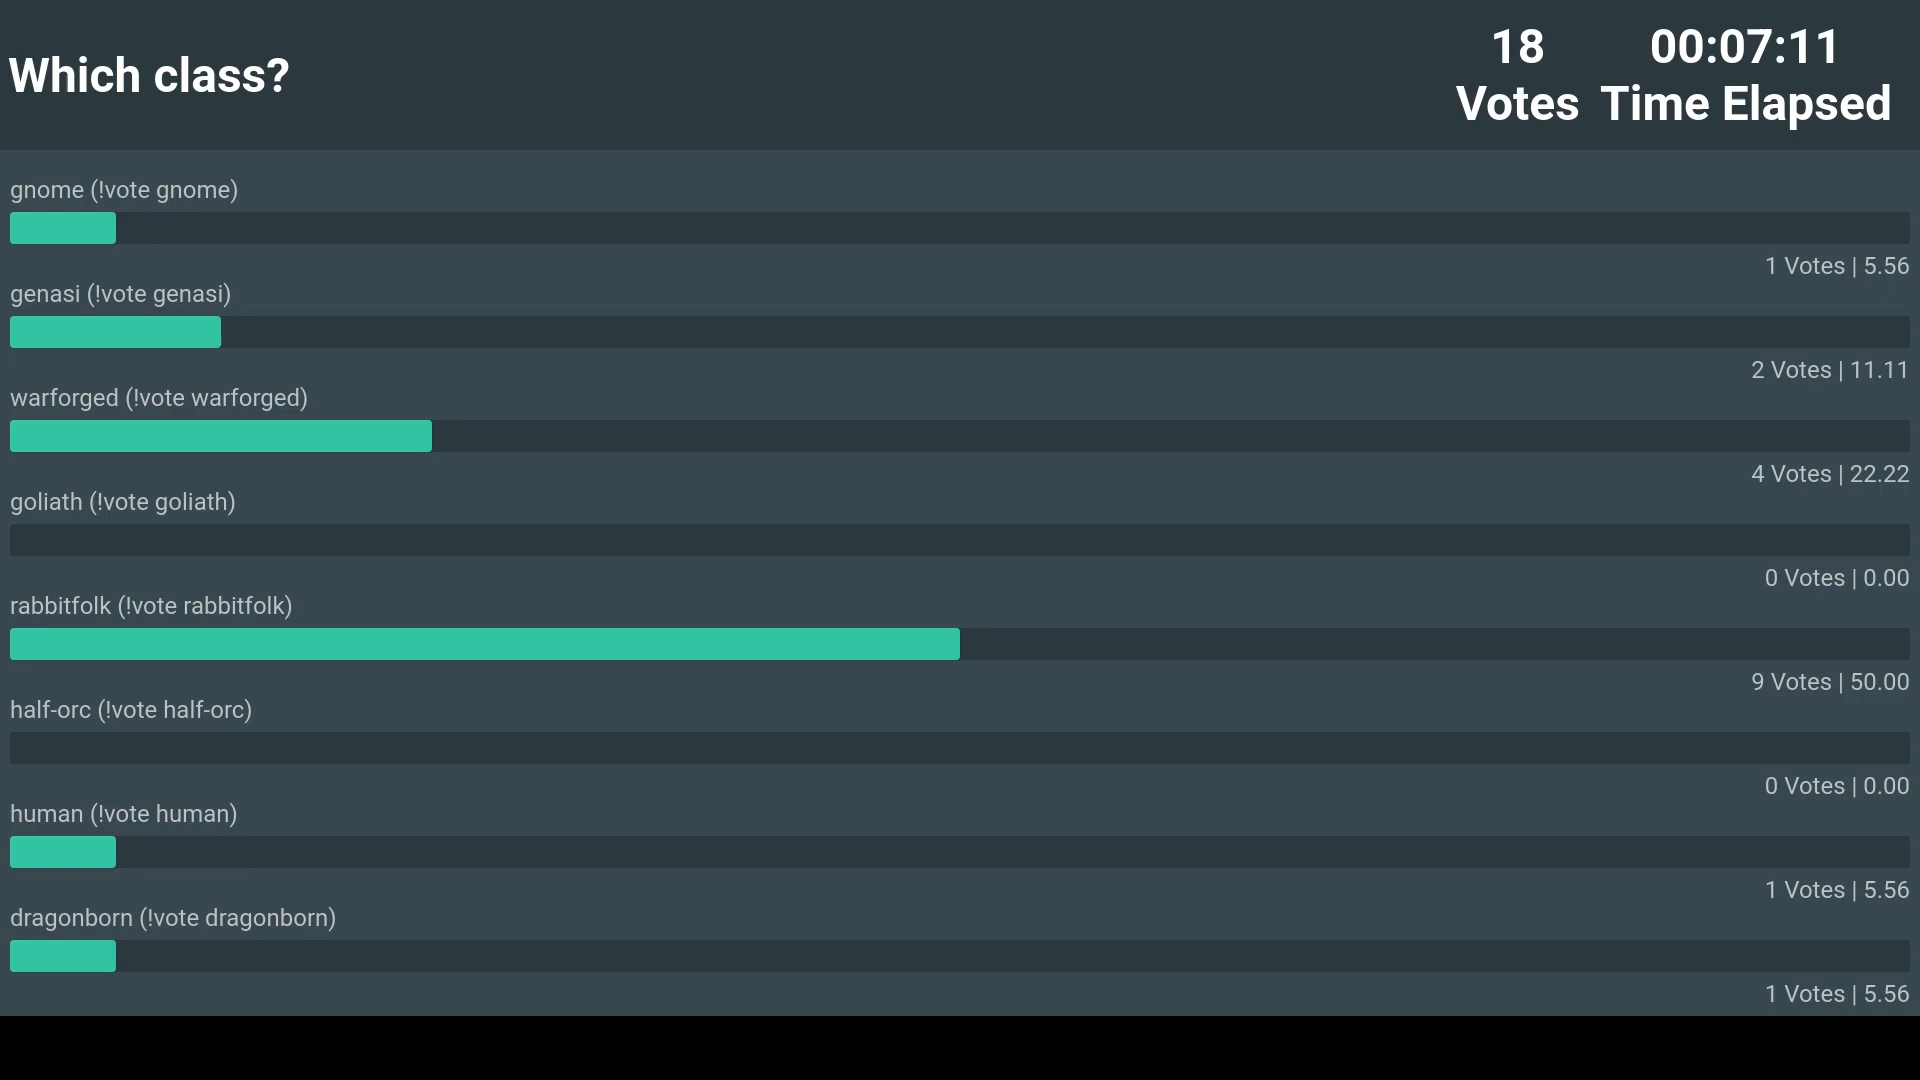 Which class?
18
Votes
00:07:11
Time Elapsed
gnome (!vote gnome)
1 Votes | 5.56
genasi (!vote genasi)
2 Votes | 11.11
warforged (!vote warforged)
4 Votes | 22.22
goliath (!vote goliath)
0 Votes | 0.00
rabbitfolk (!vote rabbitfolk)
9 Votes | 50.00
half-orc (!vote half-orc)
0 Votes | 0.00
human (!vote human)
1 Votes | 5.56
dragonborn (!vote dragonborn)
1 Votes | 5.56